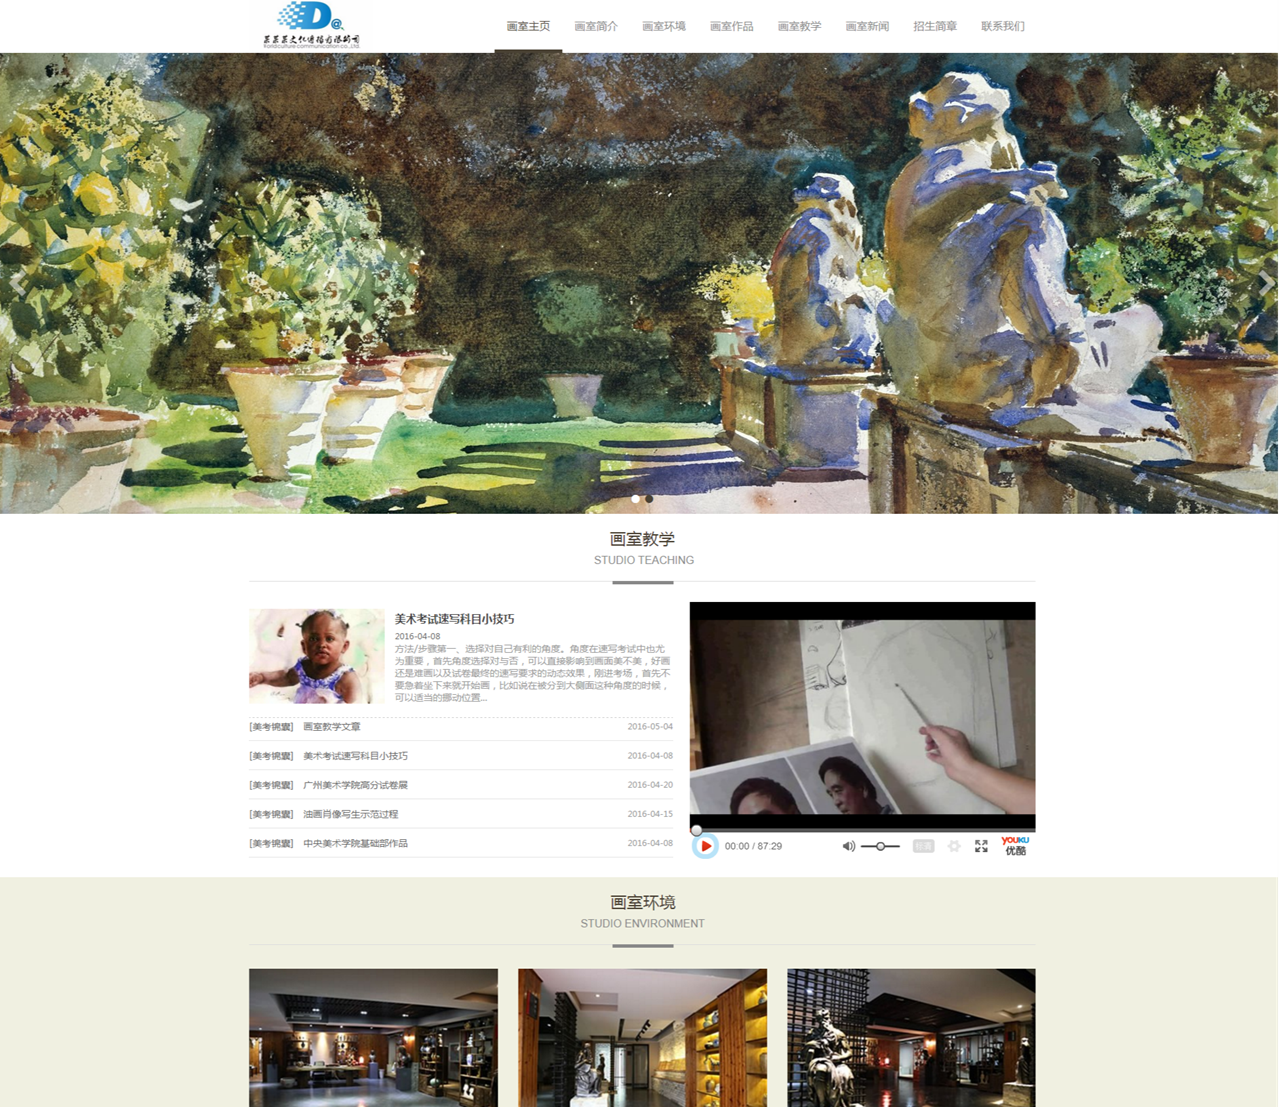 D@
某某某文化传播有限公司
画室主页 画室简介 画室环境 画室作品 画室教学 画室新闻 招生简章 联系我们
画室教学
STUDIO TEACHING
美术考试速写科目小技巧
2016-04-08
方法/步骤第一、选择对自己有利的角度。角度在速写考试中也尤
为重要，首先角度选择对与否，可以直接影响到画面美不美，好画
还是难画以及试卷最终的速写要求的动态效果，刚进考场，首先不
要急着坐下来就开始画，比如说在被分到大侧面这种角度的时候，
可以适当的挪动位置...
[美考锦囊] 画室教学文章 2016-05-04
[美考锦囊] 美术考试速写科目小技巧 2016-04-08
[美考锦囊] 广州美术学院高分试卷展 2016-04-20
[美考锦囊] 油画肖像写生示范过程 2016-04-15
[美考锦囊] 中央美术学院基础部作品 2016-04-08
00:00 / 87:29
YOUKU
优酷
画室环境
STUDIO ENVIRONMENT